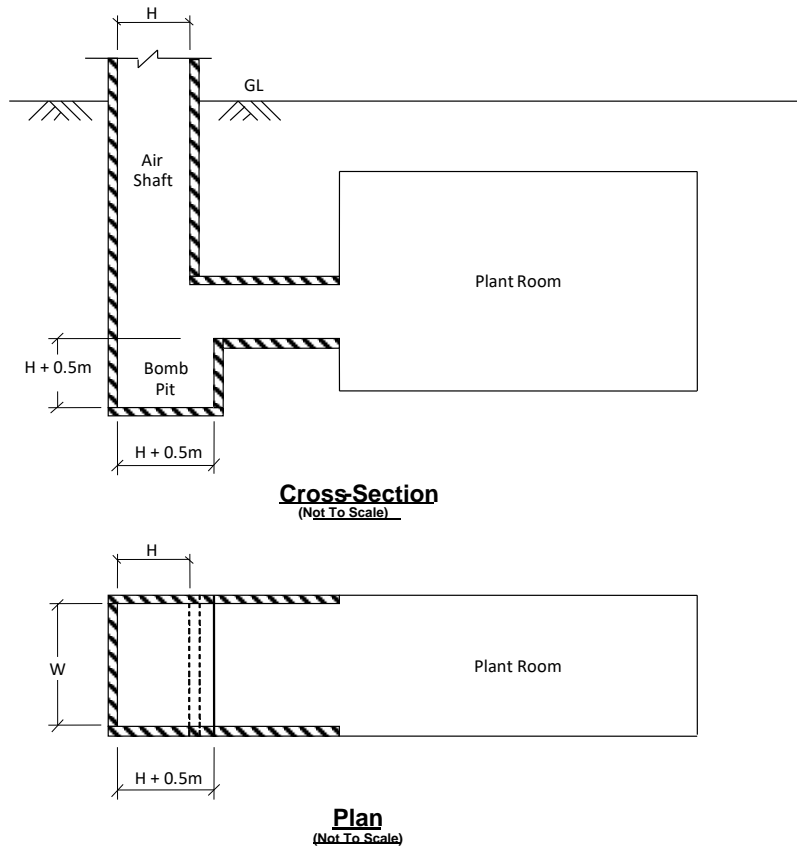 H
GL
Air
Shaft
Plant Room
H + 0.5m
Bomb
Pit
H + 0.5m
Cross-Section
(Not To Scale)
H
W
Plant Room
H + 0.5m
Plan
(Not To Scale)